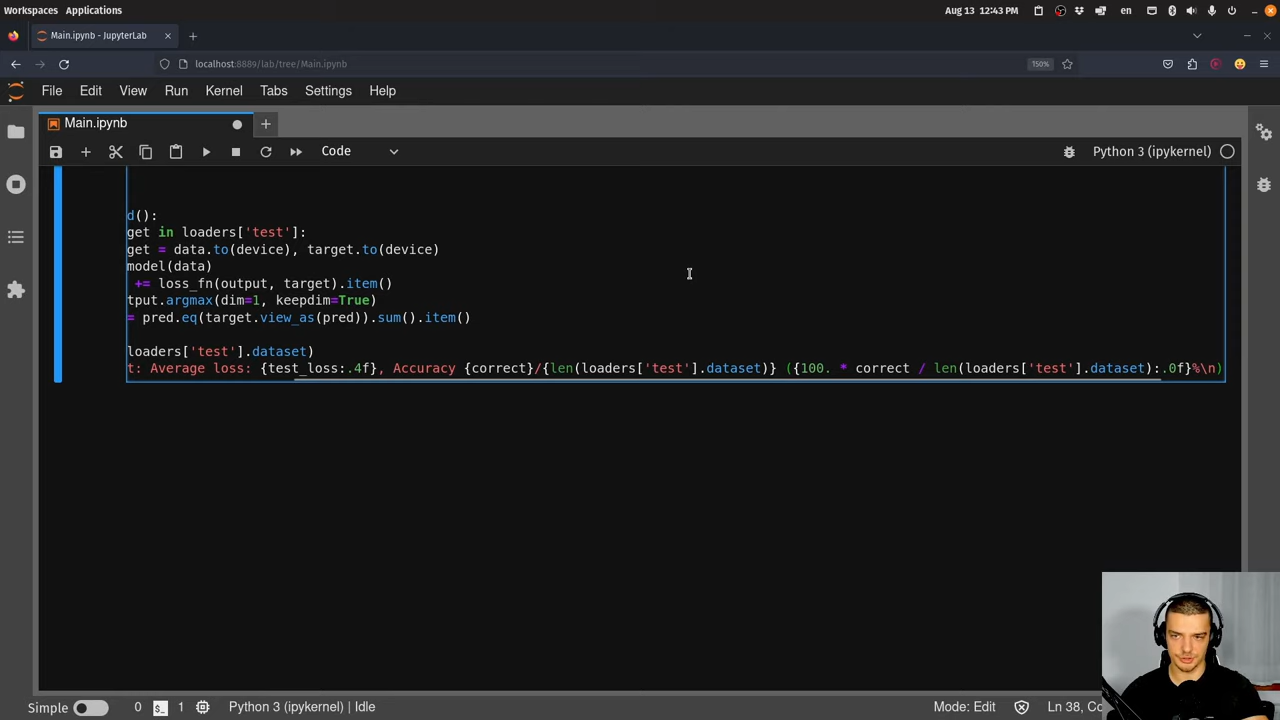 Workspaces Applications Aug 13 12:43 PM en
Main.ipynb - JupyterLab
localhost:8889/lab/tree/Main.ipynb 150%
File Edit View Run Kernel Tabs Settings Help
Main.ipynb
Code Python 3 (ipykernel)
d():
get in loaders['test']:
get = data.to(device), target.to(device)
model(data)
+= loss_fn(output, target).item()
tput.argmax(dim=1, keepdim=True)
= pred.eq(target.view_as(pred)).sum().item()
loaders['test'].dataset)
t: Average loss: {test_loss:.4f}, Accuracy {correct}/{len(loaders['test'].dataset)} ({100. * correct / len(loaders['test'].dataset):.0f}%\n)
Simple 0 $_ 1 Python 3 (ipykernel) | Idle Mode: Edit Ln 38,